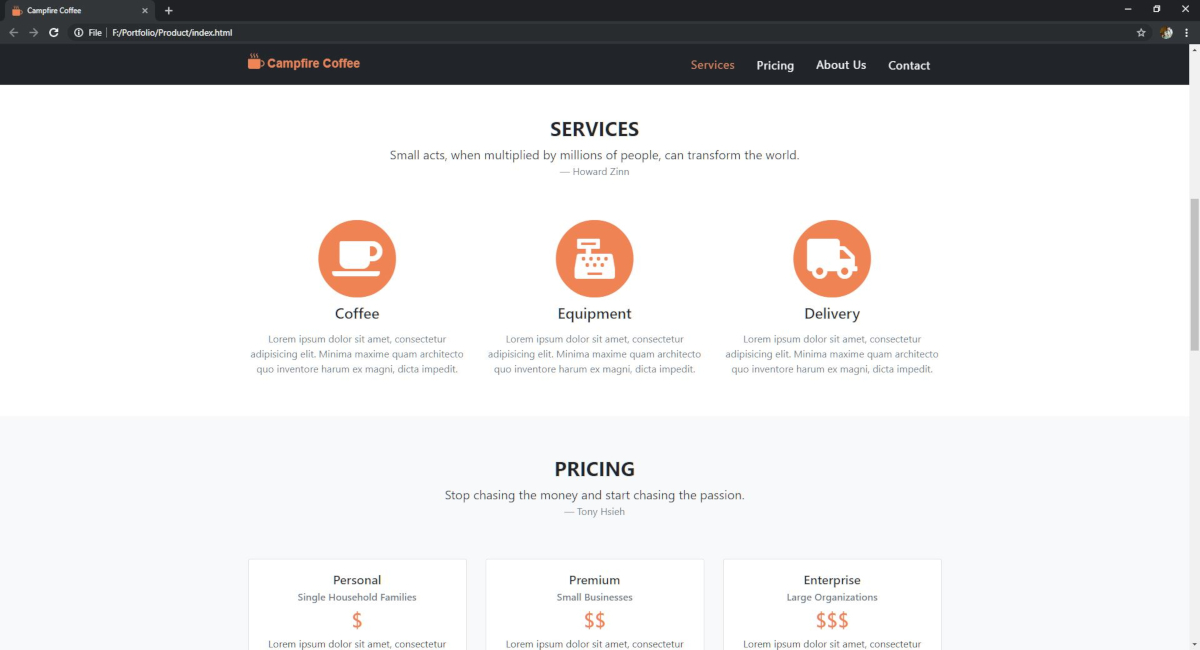 Campfire Coffee
File F:/Portfolio/Product/index.html
Campfire Coffee Services Pricing About Us Contact
SERVICES
Small acts, when multiplied by millions of people, can transform the world.
— Howard Zinn
Coffee
Lorem ipsum dolor sit amet, consectetur
adipisicing elit. Minima maxime quam architecto
quo inventore harum ex magni, dicta impedit.
Equipment
Lorem ipsum dolor sit amet, consectetur
adipisicing elit. Minima maxime quam architecto
quo inventore harum ex magni, dicta impedit.
Delivery
Lorem ipsum dolor sit amet, consectetur
adipisicing elit. Minima maxime quam architecto
quo inventore harum ex magni, dicta impedit.
PRICING
Stop chasing the money and start chasing the passion.
— Tony Hsieh
Personal
Single Household Families
$
Lorem ipsum dolor sit amet, consectetur
Premium
Small Businesses
$$
Lorem ipsum dolor sit amet, consectetur
Enterprise
Large Organizations
$$$
Lorem ipsum dolor sit amet, consectetur